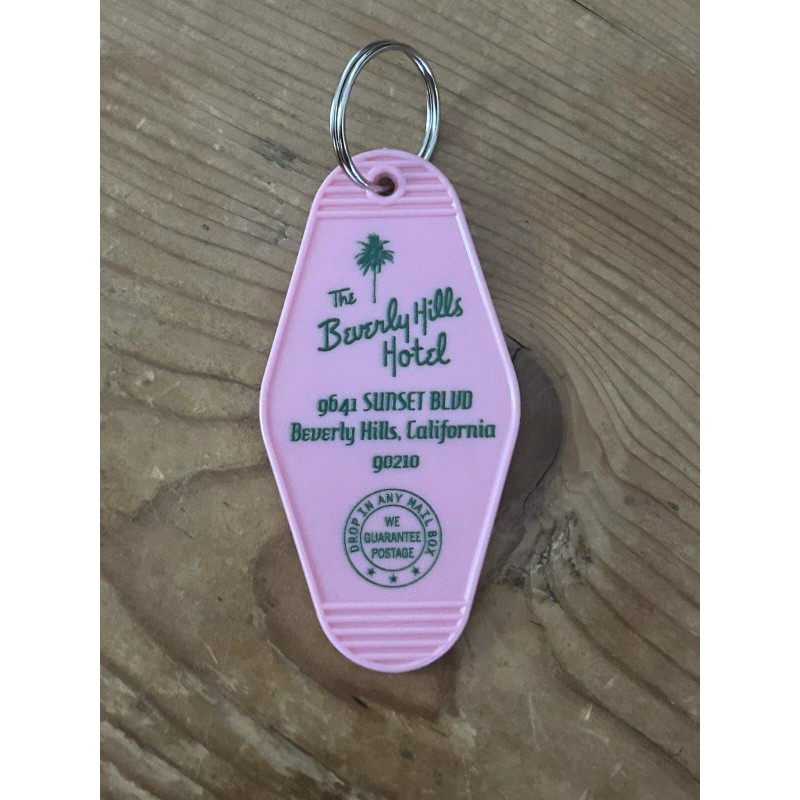 The
Beverly Hills
Hotel
9641 SUNSET BLVD
Beverly Hills, California
90210
DROP IN ANY MAIL BOX
WE
GUARANTEE
POSTAGE